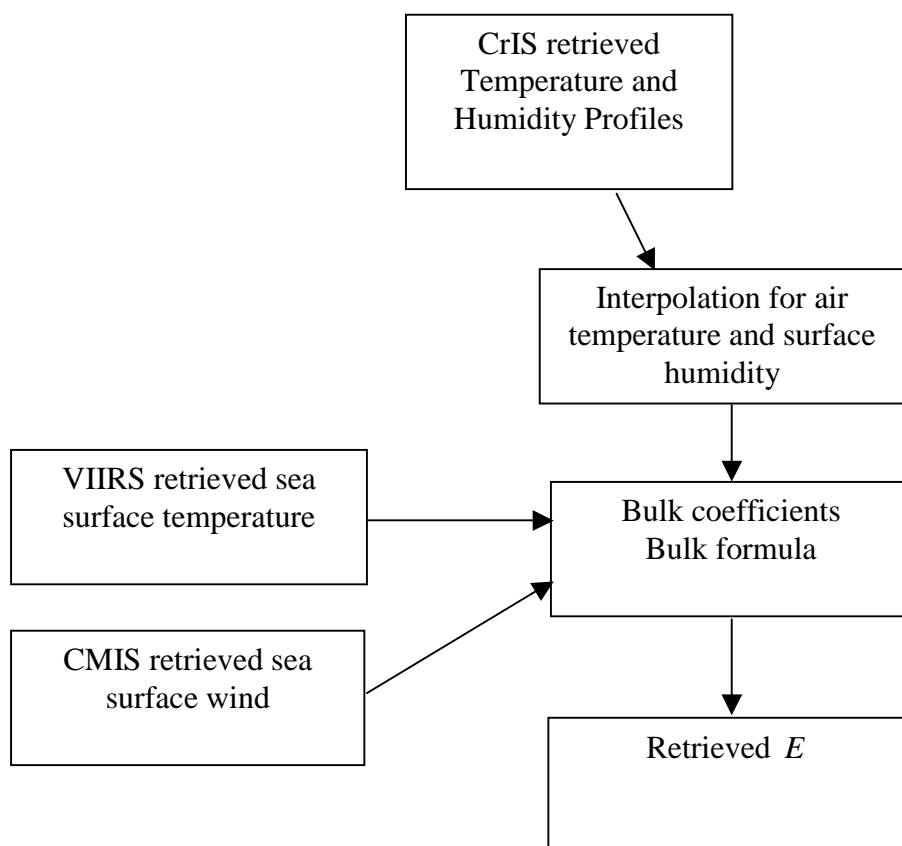 CrIS retrieved
Temperature and
Humidity Profiles
Interpolation for air
temperature and surface
humidity
VIIRS retrieved sea
surface temperature
Bulk coefficients
Bulk formula
CMIS retrieved sea
surface wind
Retrieved E